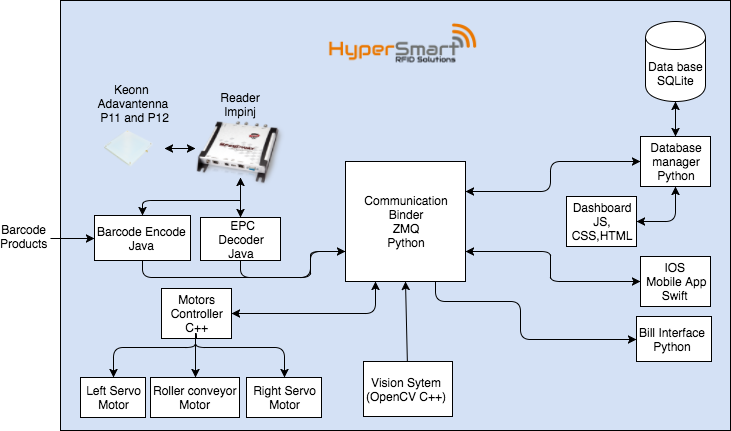 HyperSmart
RFID Solutions
Data base
SQLite
Keonn
Adavantenna
P11 and P12
Reader
Impinj
Database
manager
Python
Communication
Binder
ZMQ
Python
Dashboard
JS,
CSS,HTML
Barcode
Products
Barcode Encode
Java
EPC
Decoder
Java
IOS
Mobile App
Swift
Motors
Controller
C++
Bill Interface
Python
Left Servo
Motor
Roller conveyor
Motor
Right Servo
Motor
Vision Sytem
(OpenCV C++)